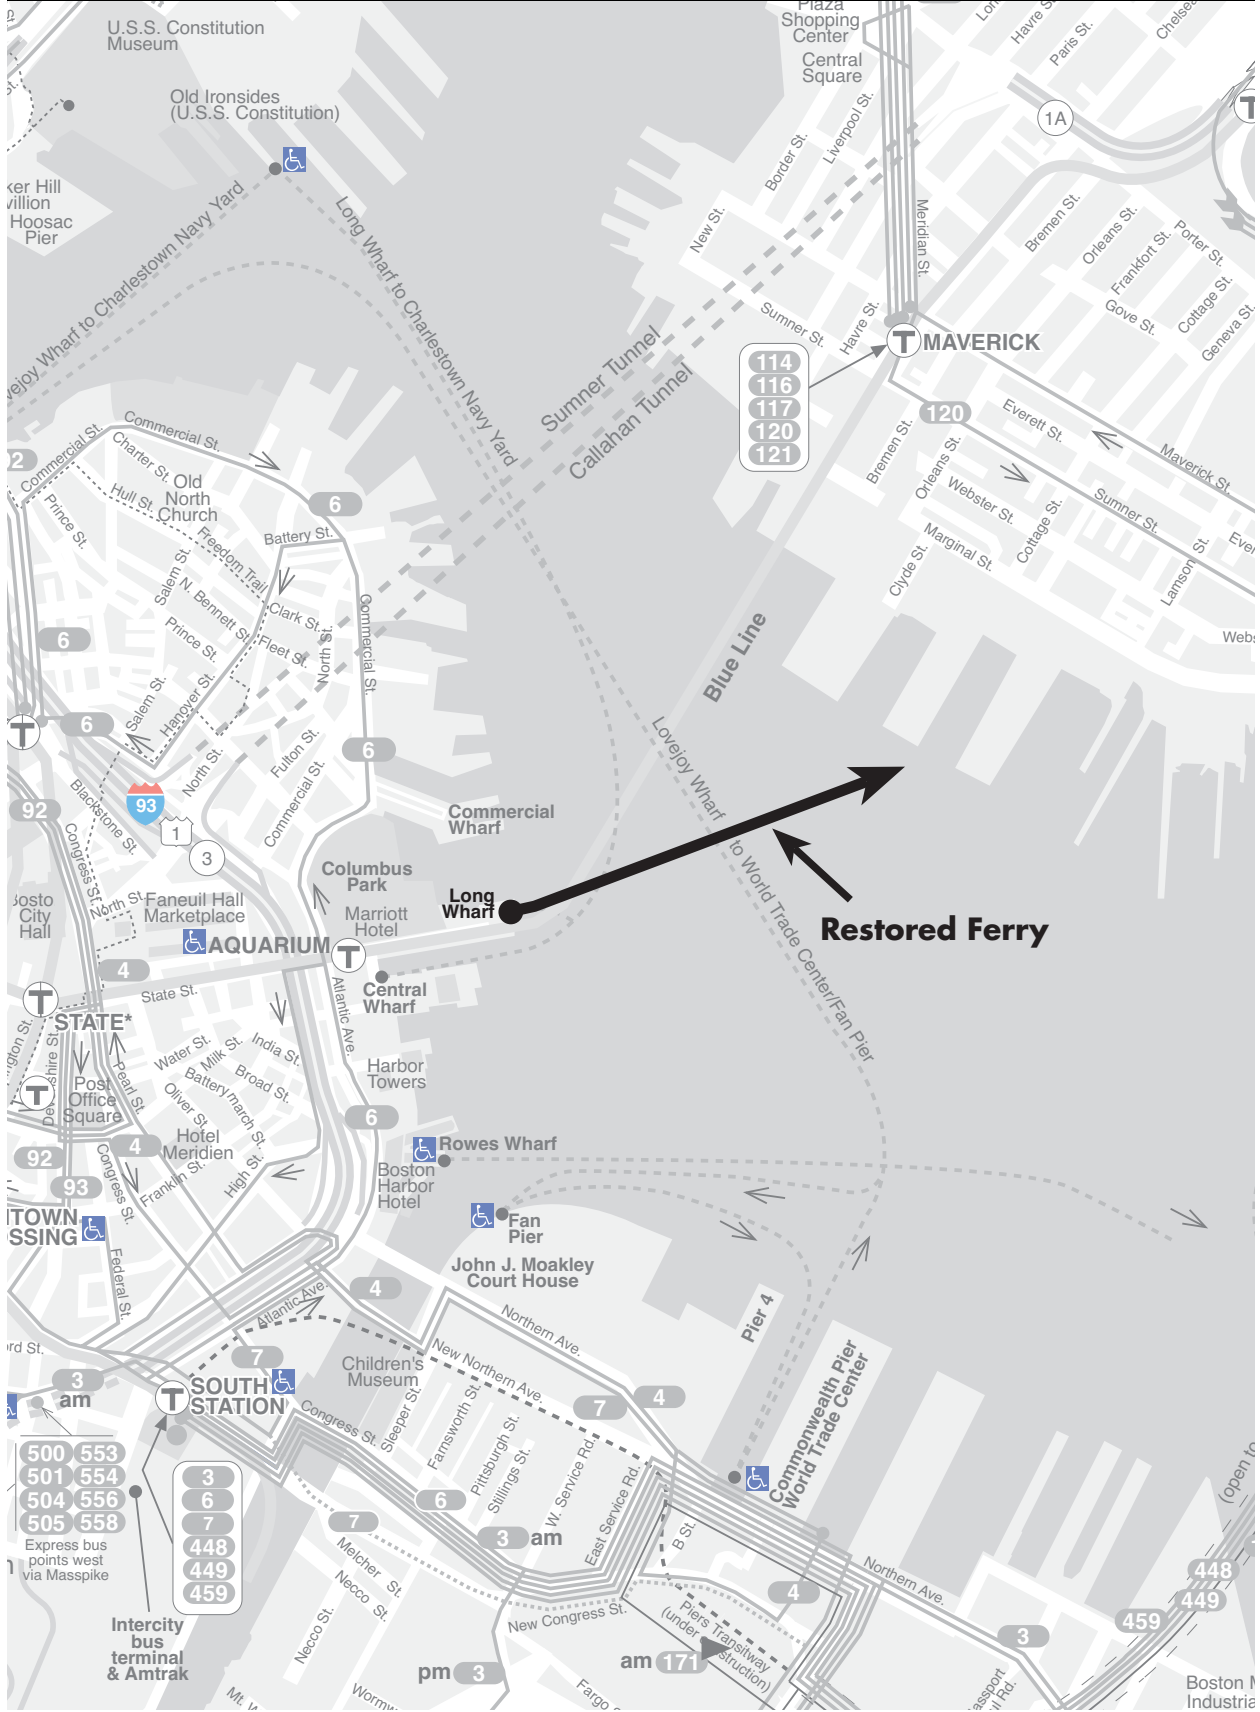 U.S.S. Constitution
Museum
Old Ironsides
(U.S.S. Constitution)
Plaza
Shopping
Center
Central
Square
Havre St.
Paris St.
1A
T
Liverpool St.
Border St.
New St.
Meridian St.
Bremen St.
Orleans St.
Frankfort St.
Porter St.
Cottage St.
Gove St.
Geneva St.
Hoosac
Pier
Long Wharf to Charlestown Navy Yard
Sumner St.
Havre St.
T
MAVERICK
114
116
117
120
121
Sumner Tunnel
Callahan Tunnel
120
Everett St.
Bremen St.
Orleans St.
Webster St.
Cottage St.
Maverick St.
Sumner St.
Marginal St.
Clyde St.
Lamson St.
Commercial St.
Commercial St.
Charter St.
Hull St.
Old
North
Church
Prince St.
6
Battery St.
Freedom Trail
Salem St.
N. Bennett St.
Clark St.
Prince St.
Fleet St.
North St.
Commercial St.
6
Salem St.
Hanover St.
T
6
6
North St.
Fulton St.
Commercial St.
Blue Line
Lovejoy Wharf to World Trade Center/Fan Pier
93
1
3
92
Blackstone St.
Congress St.
Commercial
Wharf
Columbus
Park
Long
Wharf
Restored Ferry
North St.
Faneuil Hall
Marketplace
Marriott
Hotel
City
Hall
AQUARIUM
T
4
Central
Wharf
State St.
Atlantic Ave.
T
STATE*
Water St.
Milk St.
India St.
Broad St.
Batterymarch St.
Oliver St.
Pearl St.
Harbor
Towers
T
Post
Office
Square
6
4
Hotel
Meridien
92
93
Congress St.
Franklin St.
High St.
Rowes Wharf
Boston
Harbor
Hotel
Fan
Pier
John J. Moakley
Court House
Federal St.
Atlantic Ave.
4
Northern Ave.
New Northern Ave.
Pier 4
Commonwealth Pier
World Trade Center
3
am
7
Children's
Museum
T
SOUTH
STATION
Congress St.
Sleeper St.
Farnsworth St.
Pittsburgh St.
Stillings St.
W. Service Rd.
East Service Rd.
7
4
B St.
500 553
501 554
504 556
505 558
Express bus
points west
via Masspike
3
6
7
448
449
459
6
7
3 am
Melcher St.
Necco St.
Necco St.
New Congress St.
4
Northern Ave.
448
449
459
3
Intercity
bus
terminal
& Amtrak
pm 3
am 171
Piers Transitway
(under
(open to